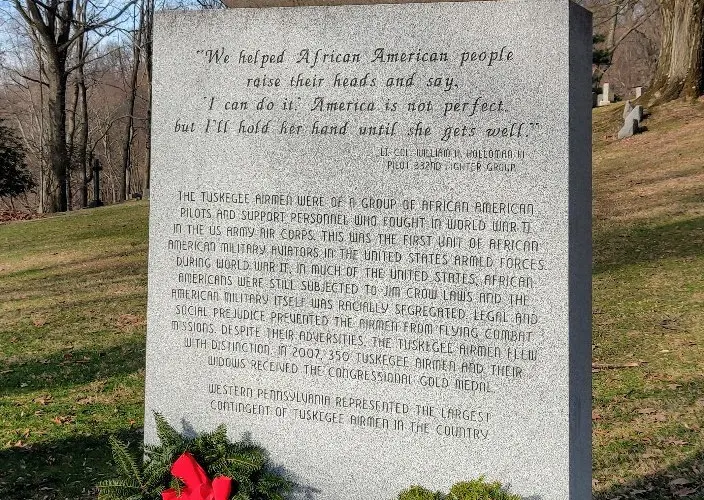 "We helped African American people
raise their heads and say,
'I can do it.' America is not perfect.
but I'll hold her hand until she gets well."
LT. COL. WILLIAM H. HOLLOMAN III
PILOT 332ND FIGHTER GROUP
THE TUSKEGEE AIRMEN WERE OF A GROUP OF AFRICAN AMERICAN
PILOTS AND SUPPORT PERSONNEL WHO FOUGHT IN WORLD WAR II
IN THE US ARMY AIR CORPS. THIS WAS THE FIRST UNIT OF AFRICAN
AMERICAN MILITARY AVIATORS IN THE UNITED STATES ARMED FORCES.
DURING WORLD WAR II, IN MUCH OF THE UNITED STATES, AFRICAN
AMERICANS WERE STILL SUBJECTED TO JIM CROW LAWS AND THE
AMERICAN MILITARY ITSELF WAS RACIALLY SEGREGATED. LEGAL AND
SOCIAL PREJUDICE PREVENTED THE AIRMEN FROM FLYING COMBAT
MISSIONS. DESPITE THEIR ADVERSITIES, THE TUSKEGEE AIRMEN FLEW
WITH DISTINCTION. IN 2007, 350 TUSKEGEE AIRMEN AND THEIR
WIDOWS RECEIVED THE CONGRESSIONAL GOLD MEDAL.
WESTERN PENNSYLVANIA REPRESENTED THE LARGEST
CONTINGENT OF TUSKEGEE AIRMEN IN THE COUNTRY